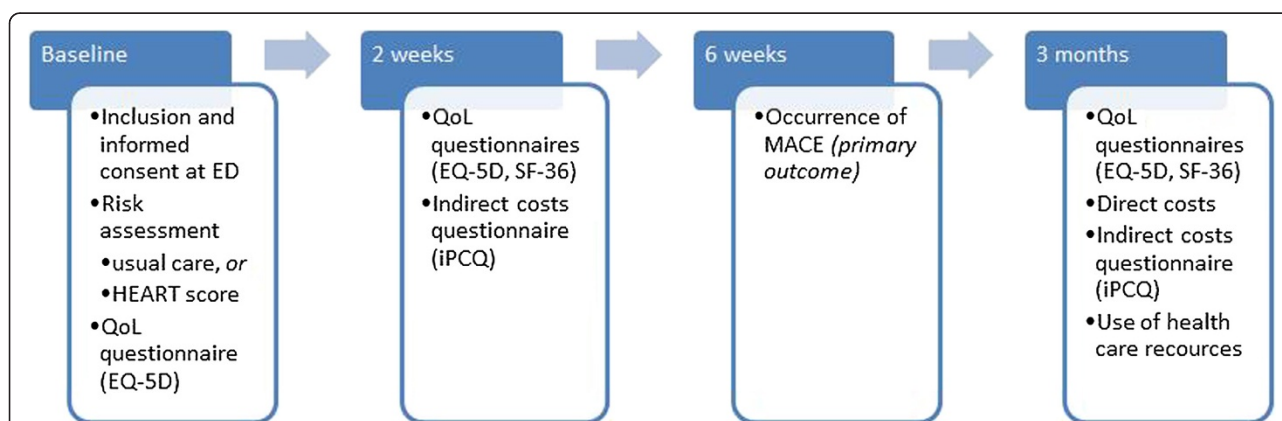 Baseline
•Inclusion and
informed
consent at ED
•Risk
assessment
•usual care, or
•HEART score
•QoL
questionnaire
(EQ-5D)
2 weeks
•QoL
questionnaires
(EQ-5D, SF-36)
•Indirect costs
questionnaire
(iPCQ)
6 weeks
•Occurrence of
MACE (primary
outcome)
3 months
•QoL
questionnaires
(EQ-5D, SF-36)
•Direct costs
•Indirect costs
questionnaire
(iPCQ)
•Use of health
care recources